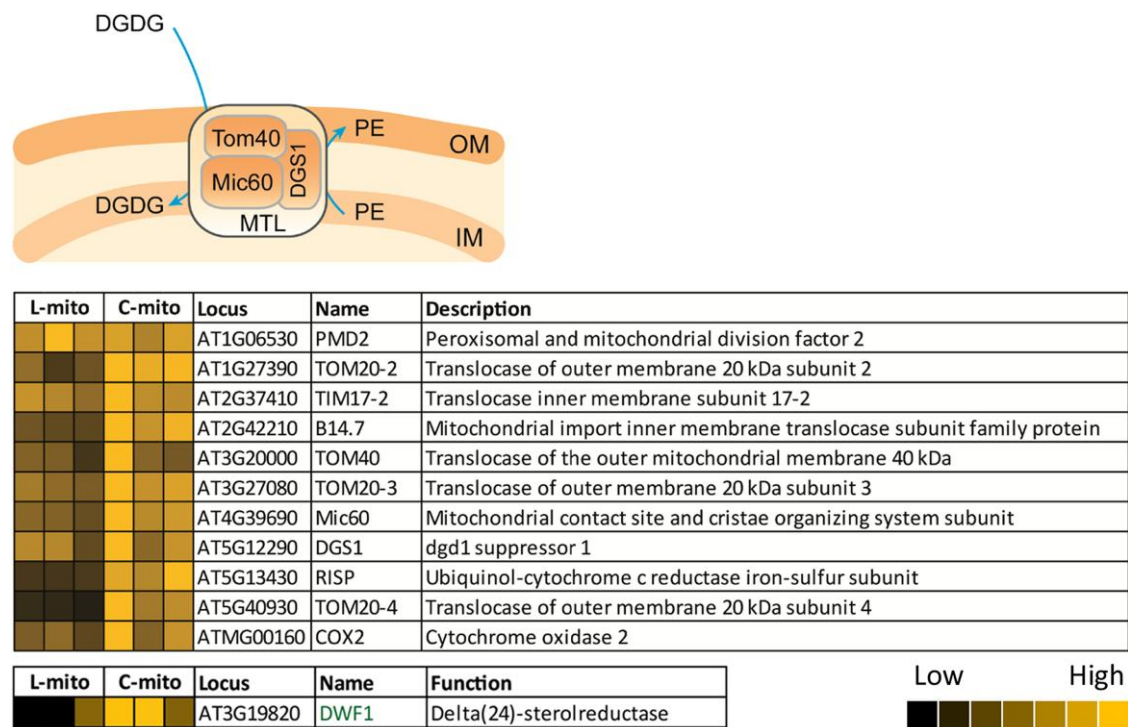 DGDG
Tom40
DGS1
PE
OM
Mic60
DGDG
MTL
PE
IM
L-mito C-mito Locus Name Description
AT1G06530 PMD2 Peroxisomal and mitochondrial division factor 2
AT1G27390 TOM20-2 Translocase of outer membrane 20 kDa subunit 2
AT2G37410 TIM17-2 Translocase inner membrane subunit 17-2
AT2G42210 B14.7 Mitochondrial import inner membrane translocase subunit family protein
AT3G20000 TOM40 Translocase of the outer mitochondrial membrane 40 kDa
AT3G27080 TOM20-3 Translocase of outer membrane 20 kDa subunit 3
AT4G39690 Mic60 Mitochondrial contact site and cristae organizing system subunit
AT5G12290 DGS1 dgd1 suppressor 1
AT5G13430 RISP Ubiquinol-cytochrome c reductase iron-sulfur subunit
AT5G40930 TOM20-4 Translocase of outer membrane 20 kDa subunit 4
ATMG00160 COX2 Cytochrome oxidase 2
L-mito C-mito Locus Name Function
AT3G19820 DWF1 Delta(24)-sterolreductase
Low High